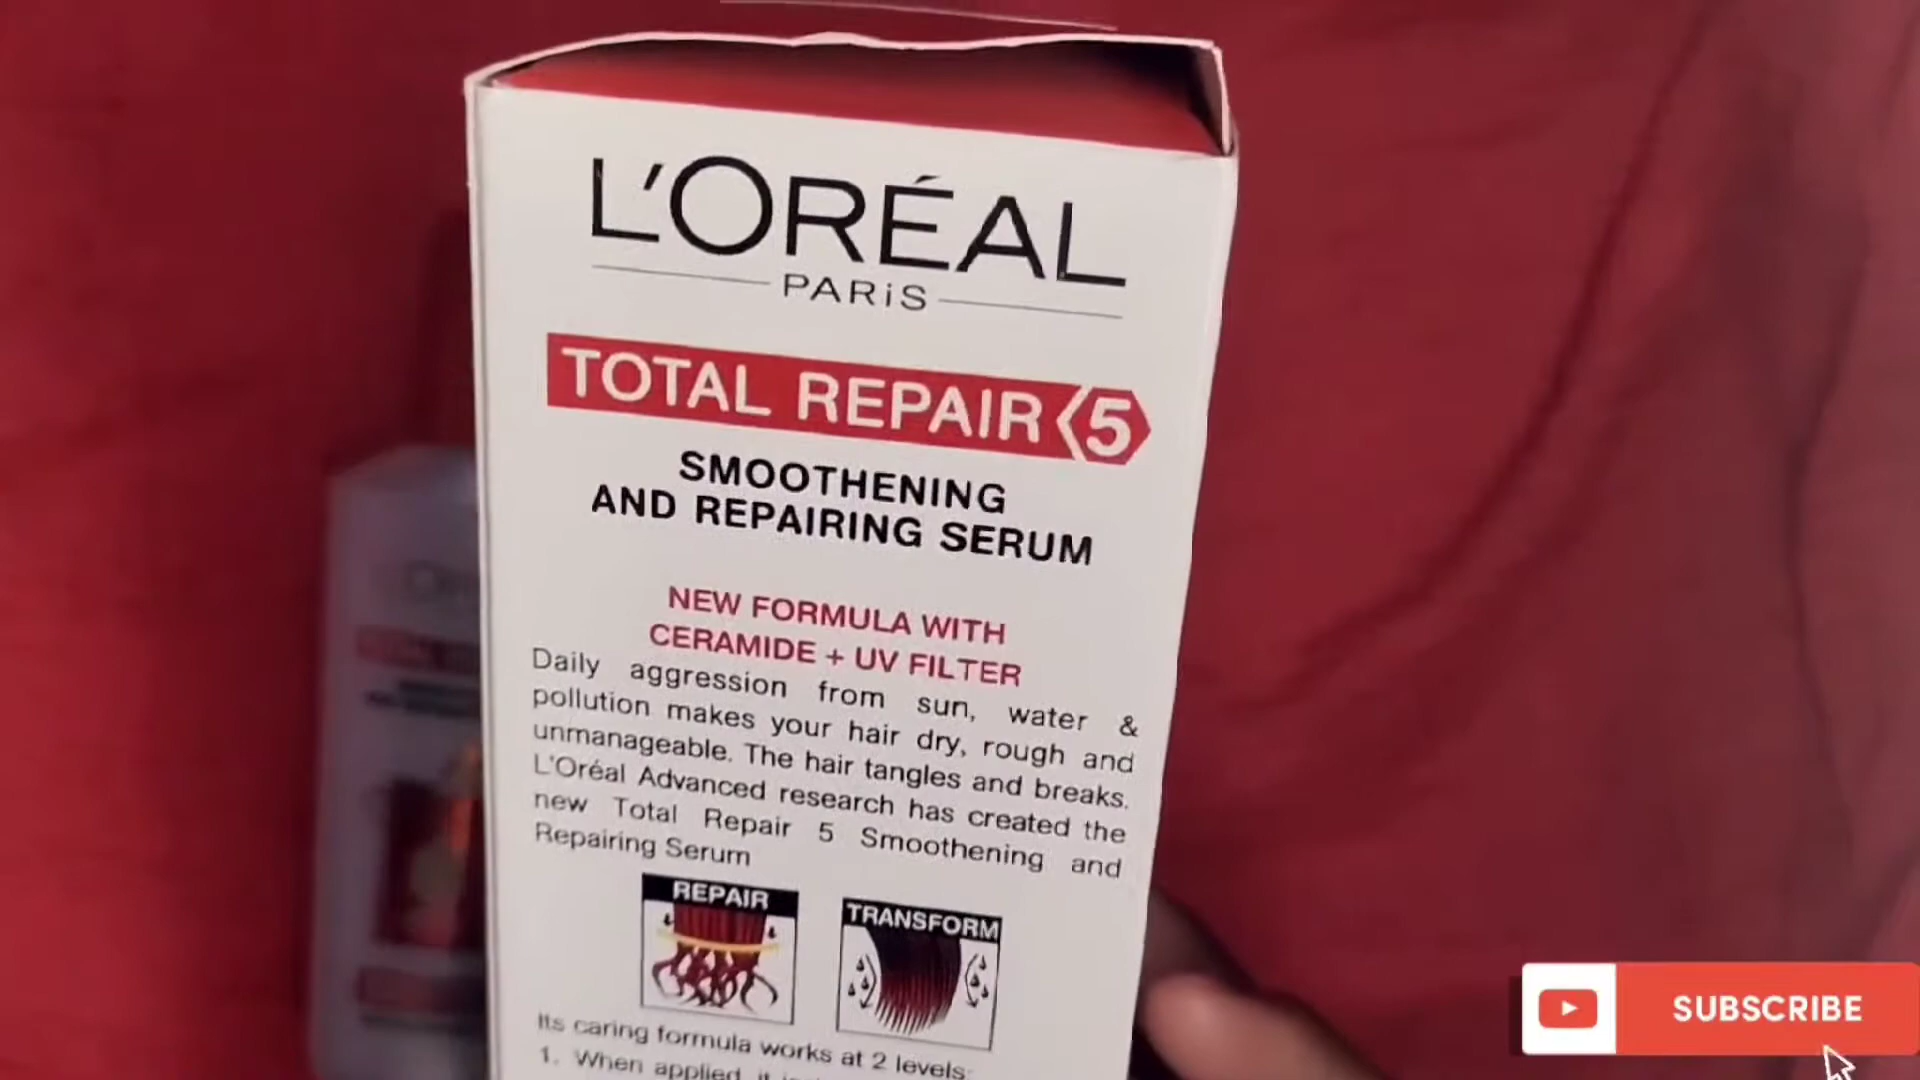 L'ORÉAL
PARiS
TOTAL REPAIR 5
SMOOTHENING
AND REPAIRING SERUM
NEW FORMULA WITH
CERAMIDE + UV FILTER
Daily aggression from sun, water &
pollution makes your hair dry, rough and
unmanageable. The hair tangles and breaks.
L'Oréal Advanced research has created the
new Total Repair 5 Smoothening and
Repairing Serum
REPAIR
TRANSFORM
Its caring formula works at 2 levels:
1. When applied, it
SUBSCRIBE